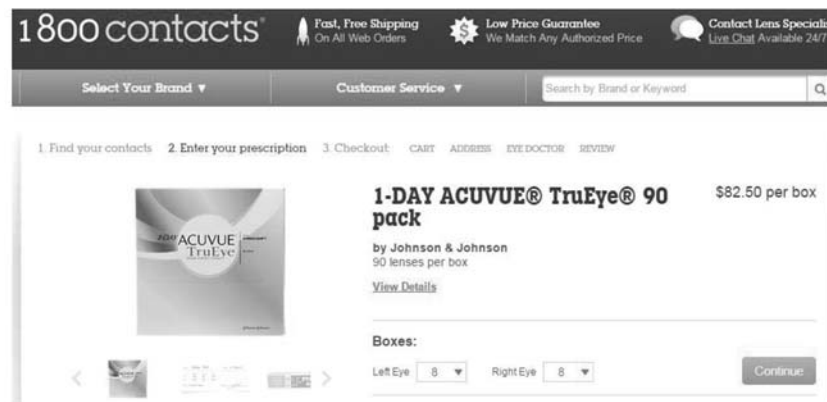 1800 contacts
Fast, Free Shipping
On All Web Orders
Low Price Guarantee
We Match Any Authorized Price
Contact Lens Speciali
Live Chat Available 24/7
Select Your Brand ▼
Customer Service ▼
Search by Brand or Keyword
1. Find your contacts 2. Enter your prescription 3. Checkout: CART ADDRESS EYE DOCTOR REVIEW
1-DAY ACUVUE® TruEye® 90 pack
$82.50 per box
ACUVUE
TruEye
by Johnson & Johnson
90 lenses per box
View Details
Boxes:
Left Eye 8 ▼ Right Eye 8 ▼
Continue